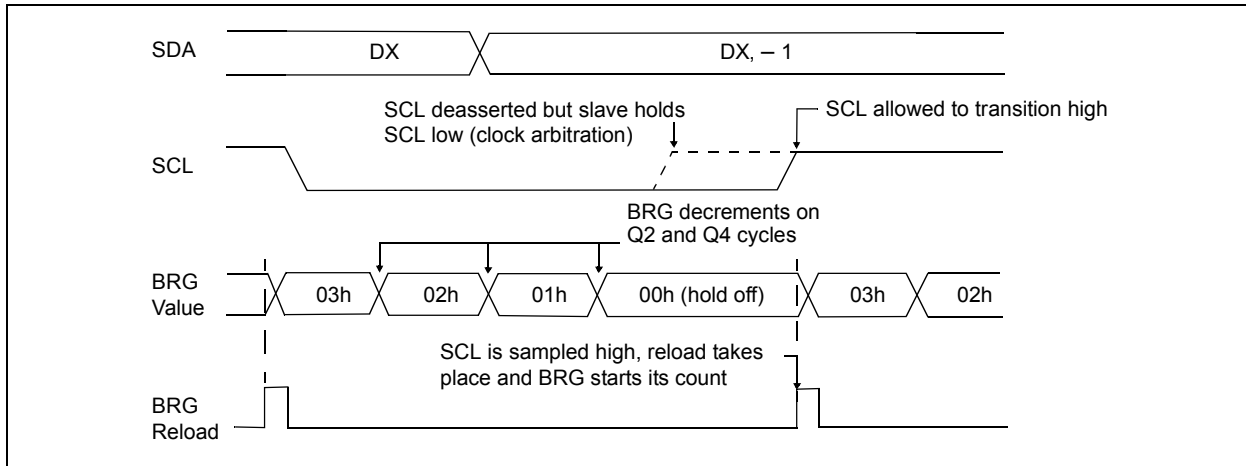 SDA
DX
DX, – 1
SCL deasserted but slave holds
SCL low (clock arbitration)
SCL allowed to transition high
SCL
BRG decrements on
Q2 and Q4 cycles
BRG
Value
03h
02h
01h
00h (hold off)
03h
02h
SCL is sampled high, reload takes
place and BRG starts its count
BRG
Reload